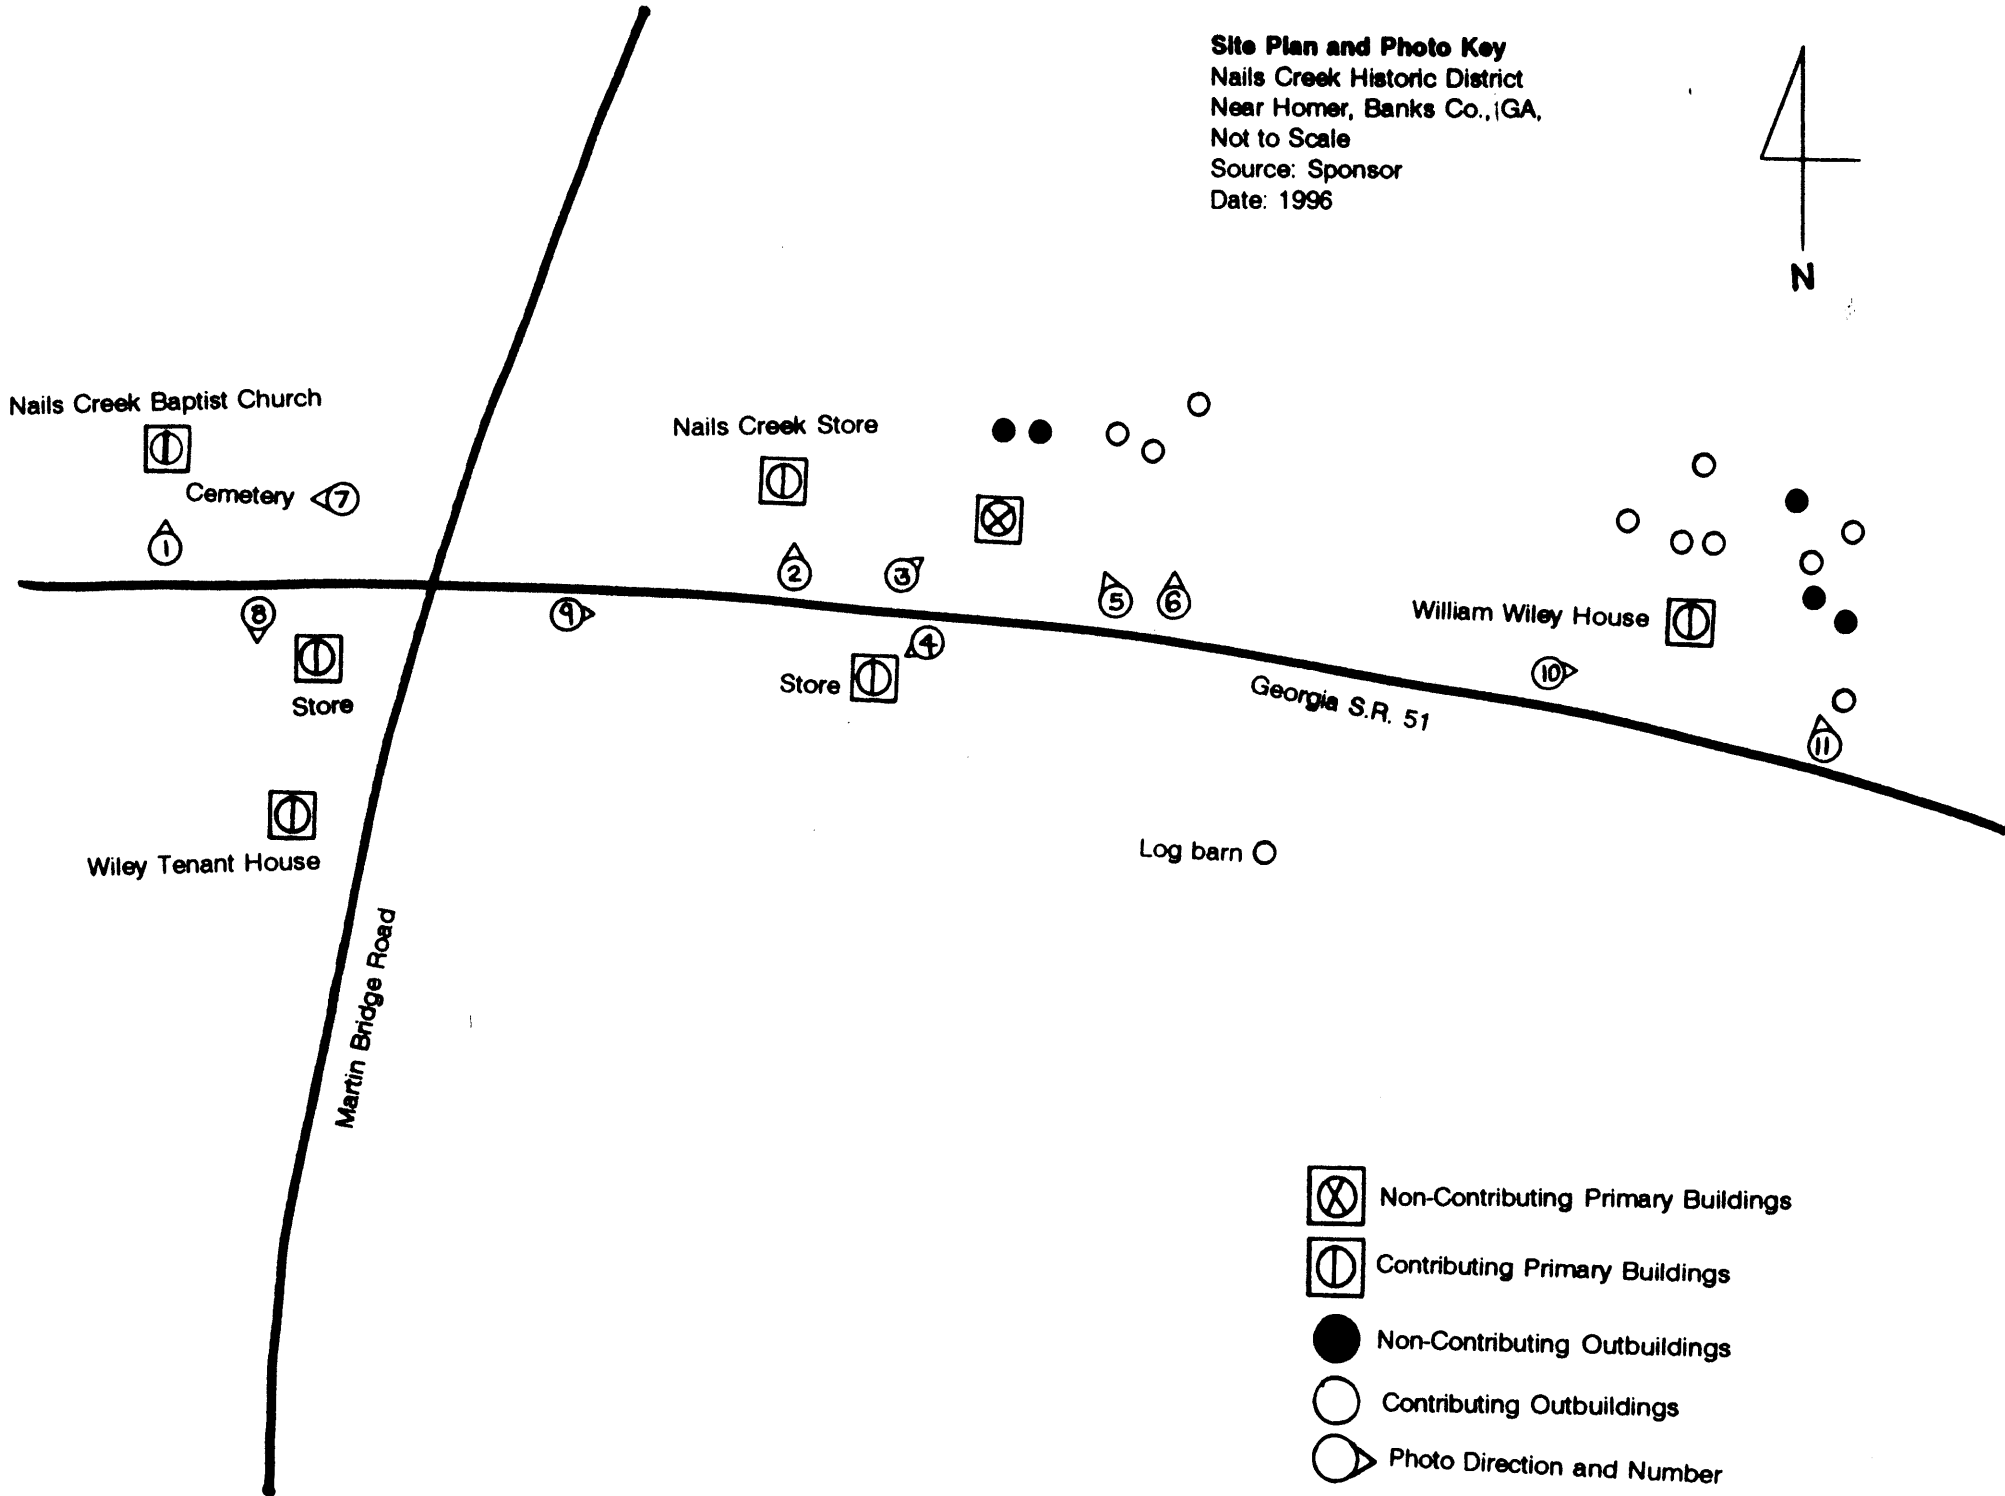 Site Plan and Photo Key
Nails Creek Historic District
Near Homer, Banks Co., GA,
Not to Scale
Source: Sponsor
Date: 1996
N
Nails Creek Baptist Church
Cemetery
7
1
Nails Creek Store
2
3
5
6
William Wiley House
8
9
4
10
Store
Store
Georgia S.R. 51
11
Wiley Tenant House
Log barn
Martin Bridge Road
Non-Contributing Primary Buildings
Contributing Primary Buildings
Non-Contributing Outbuildings
Contributing Outbuildings
Photo Direction and Number